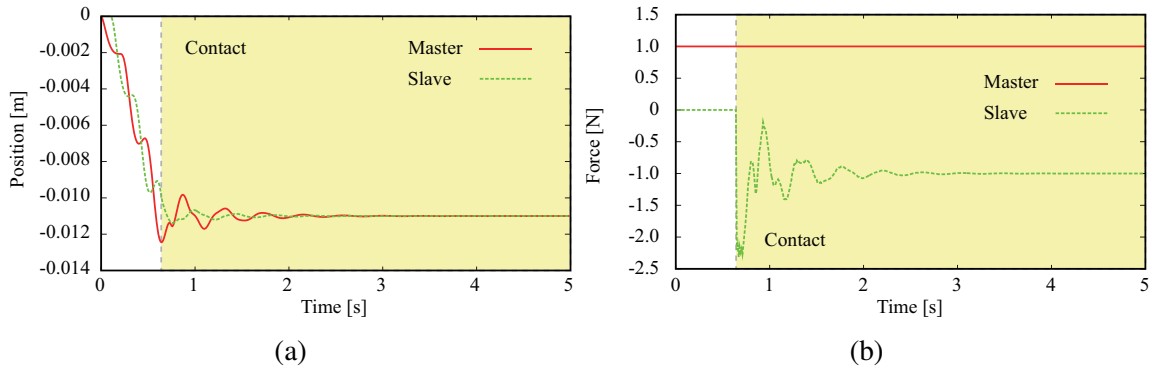 0
-0.002
-0.004
-0.006
-0.008
-0.010
-0.012
-0.014
Position [m]
Contact
Master
Slave
0 1 2 3 4 5
Time [s]
(a)
1.5
1.0
0.5
0
-0.5
-1.0
-1.5
-2.0
-2.5
Force [N]
Master
Slave
Contact
0 1 2 3 4 5
Time [s]
(b)